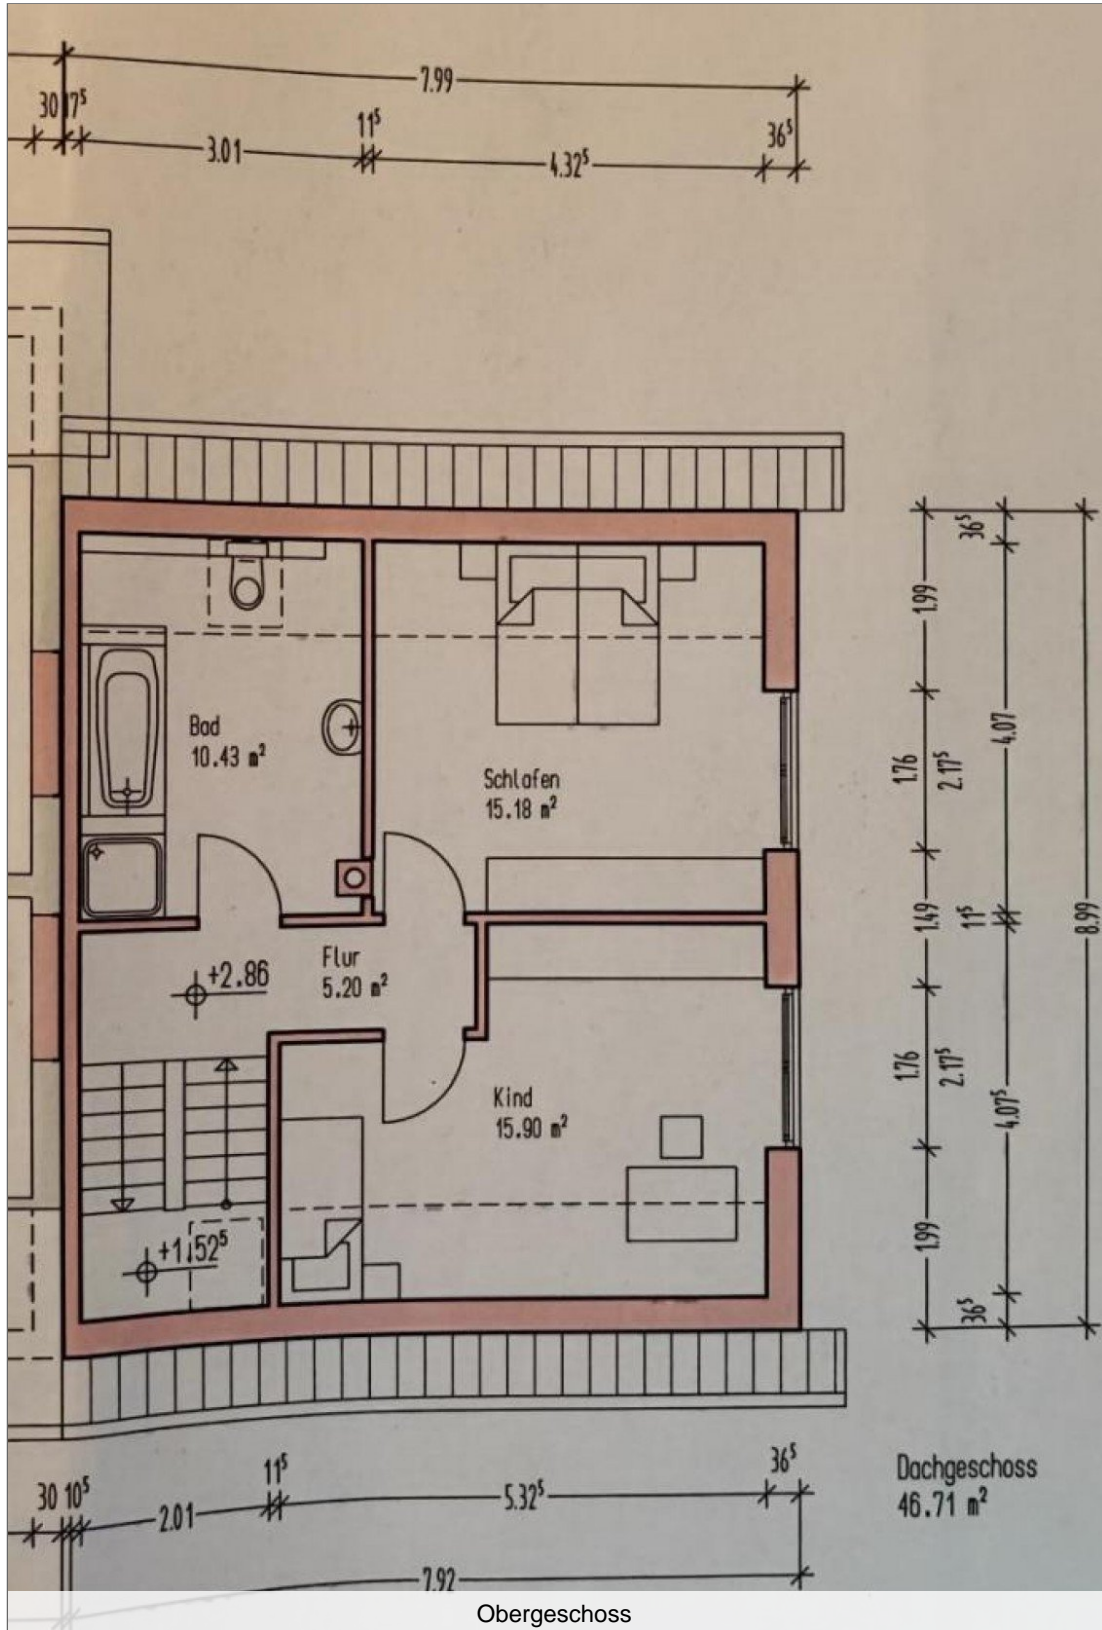 7.99
30 17⁵
3.01
11⁵
4.32⁵
36⁵
Bad
10.43 m²
Schlafen
15.18 m²
Flur
5.20 m²
+2.86
Kind
15.90 m²
+1.52⁵
36⁵
1.99
4.07
1.76
2.17⁵
1.49
11⁵
8.99
1.76
2.17⁵
4.07⁵
1.99
36⁵
Dachgeschoss
46.71 m²
30 10⁵
2.01
11⁵
5.32⁵
36⁵
7.92
Obergeschoss